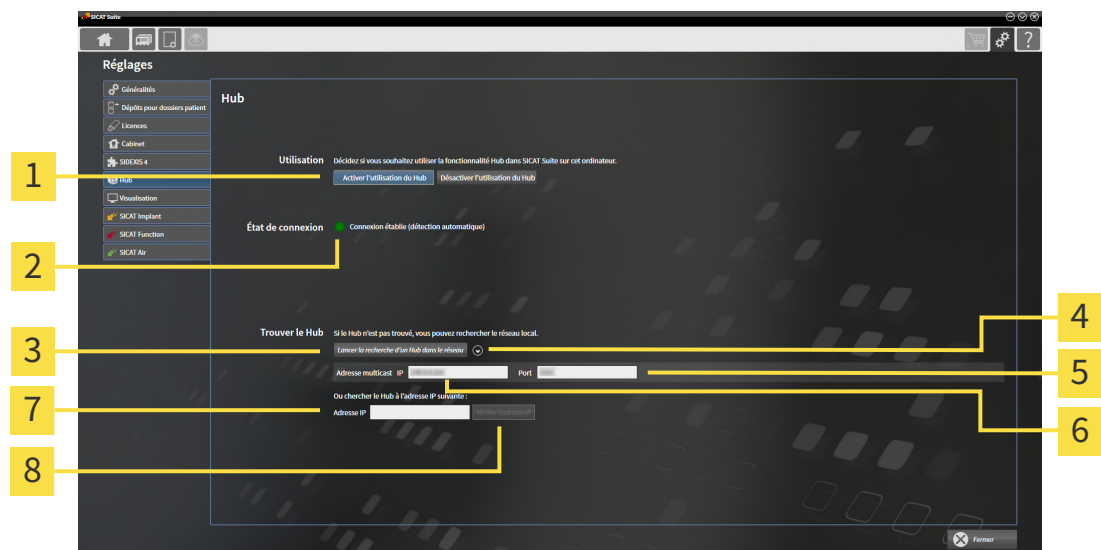 SICAT Suite
?
Réglages
Généralités
Dépôts pour dossiers patient
Licences
Cabinet
SIDEXIS 4
Hub
Visualisation
SICAT Implant
SICAT Function
SICAT Air
Hub
Utilisation Décidez si vous souhaitez utiliser la fonctionnalité Hub dans SICAT Suite sur cet ordinateur.
Activer l'utilisation du Hub Désactiver l'utilisation du Hub
État de connexion Connexion établie (détection automatique)
Trouver le Hub Si le Hub n'est pas trouvé, vous pouvez rechercher le réseau local.
Lancer la recherche d'un Hub dans le réseau
Adresse multicast IP Port
Ou chercher le Hub à l'adresse IP suivante :
Adresse IP Vérifier l'adresse IP
Fermer
1
2
3
4
5
6
7
8